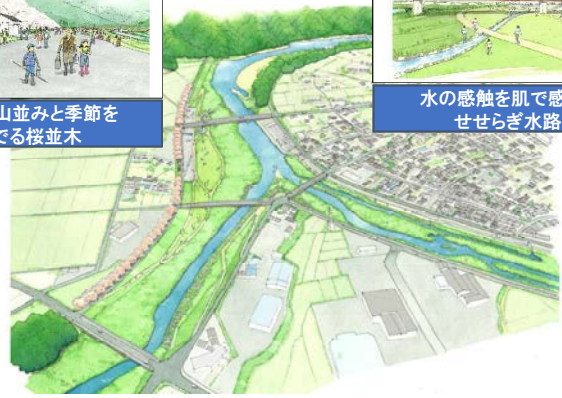 山並みと季節を
でる桜並木
水の感触を肌で感
せせらぎ水路